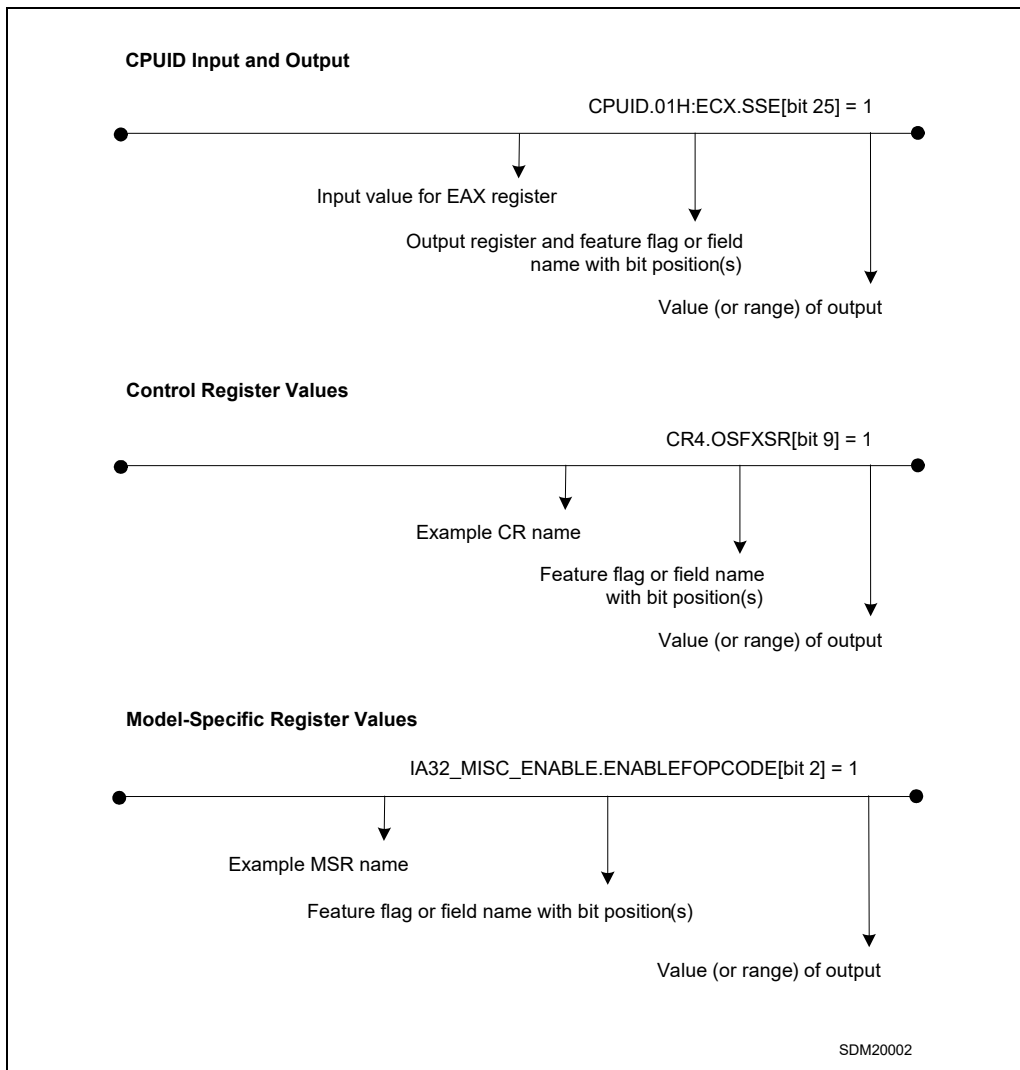 CPUID Input and Output
CPUID.01H:ECX.SSE[bit 25] = 1
Input value for EAX register
Output register and feature flag or field
name with bit position(s)
Value (or range) of output
Control Register Values
CR4.OSFXSR[bit 9] = 1
Example CR name
Feature flag or field name
with bit position(s)
Value (or range) of output
Model-Specific Register Values
IA32_MISC_ENABLE.ENABLEFOPCODE[bit 2] = 1
Example MSR name
Feature flag or field name with bit position(s)
Value (or range) of output
SDM20002